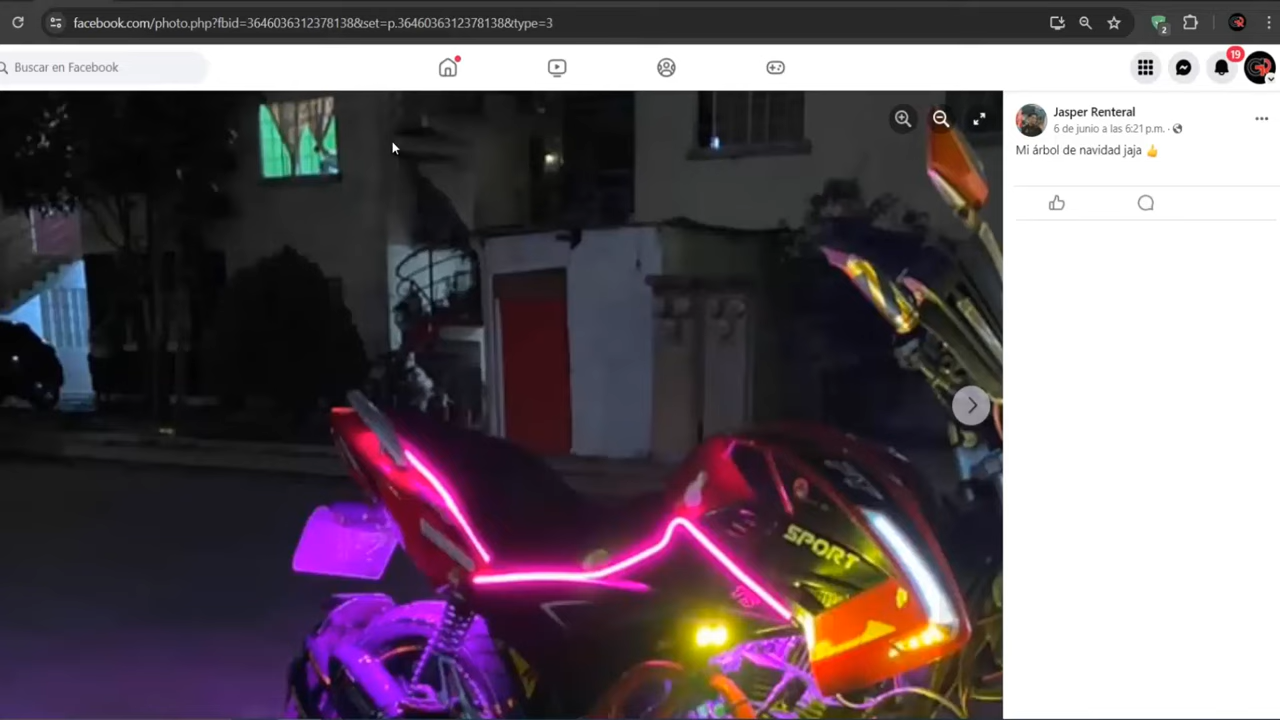 facebook.com/photo.php?fbid=3646036312378138&set=p.3646036312378138&type=3
2
Buscar en Facebook
19
Jasper Renteral
6 de junio a las 6:21 p.m. ·
Mi árbol de navidad jaja 👍
SPORT